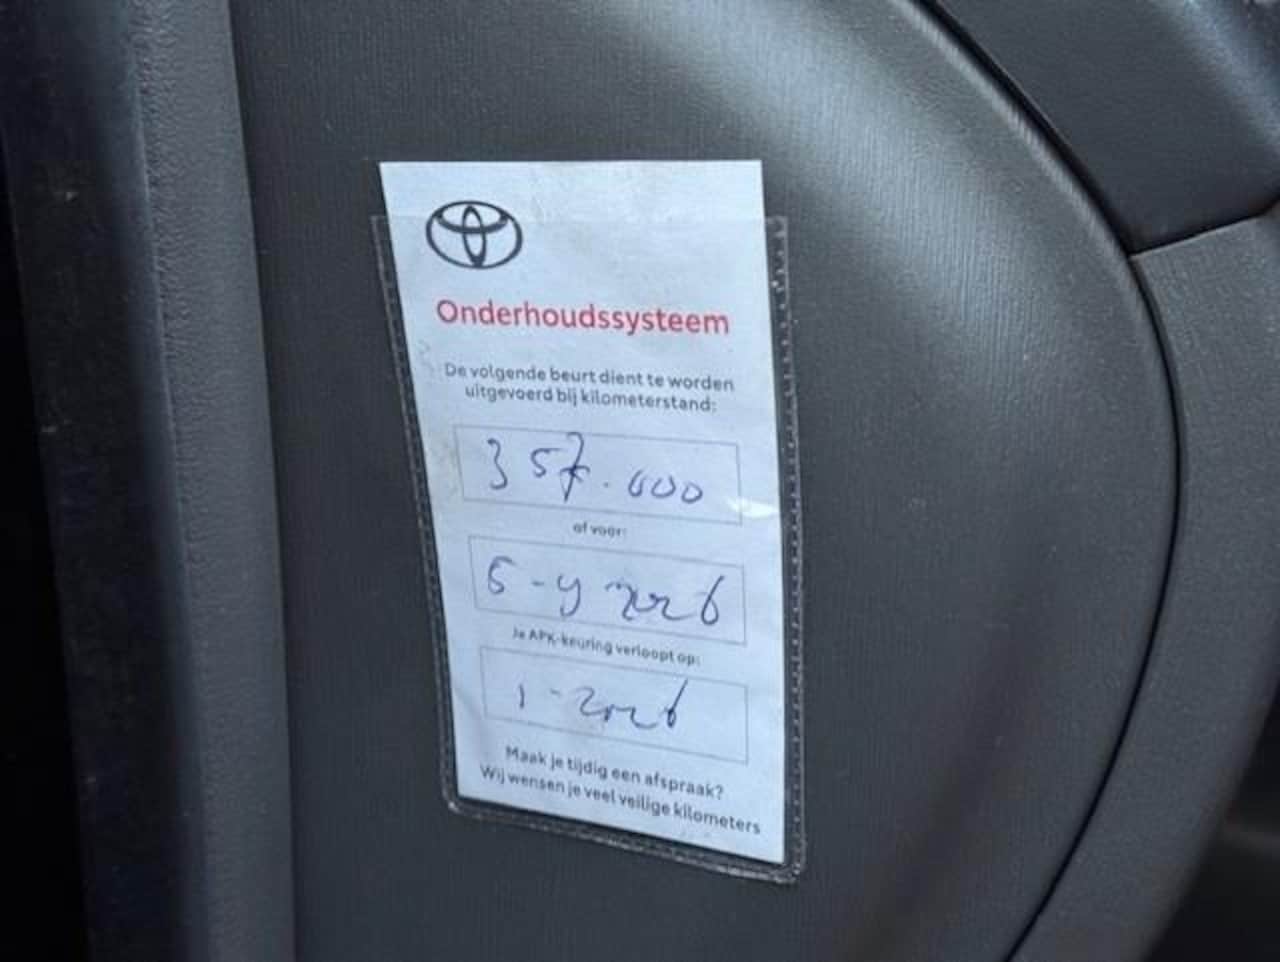 Onderhoudssysteem
De volgende beurt dient te worden
uitgevoerd bij kilometerstand:
357.000
of voor:
5-4 2026
Je APK-keuring verloopt op:
1-2026
Maak je tijdig een afspraak?
Wij wensen je veel veilige kilometers